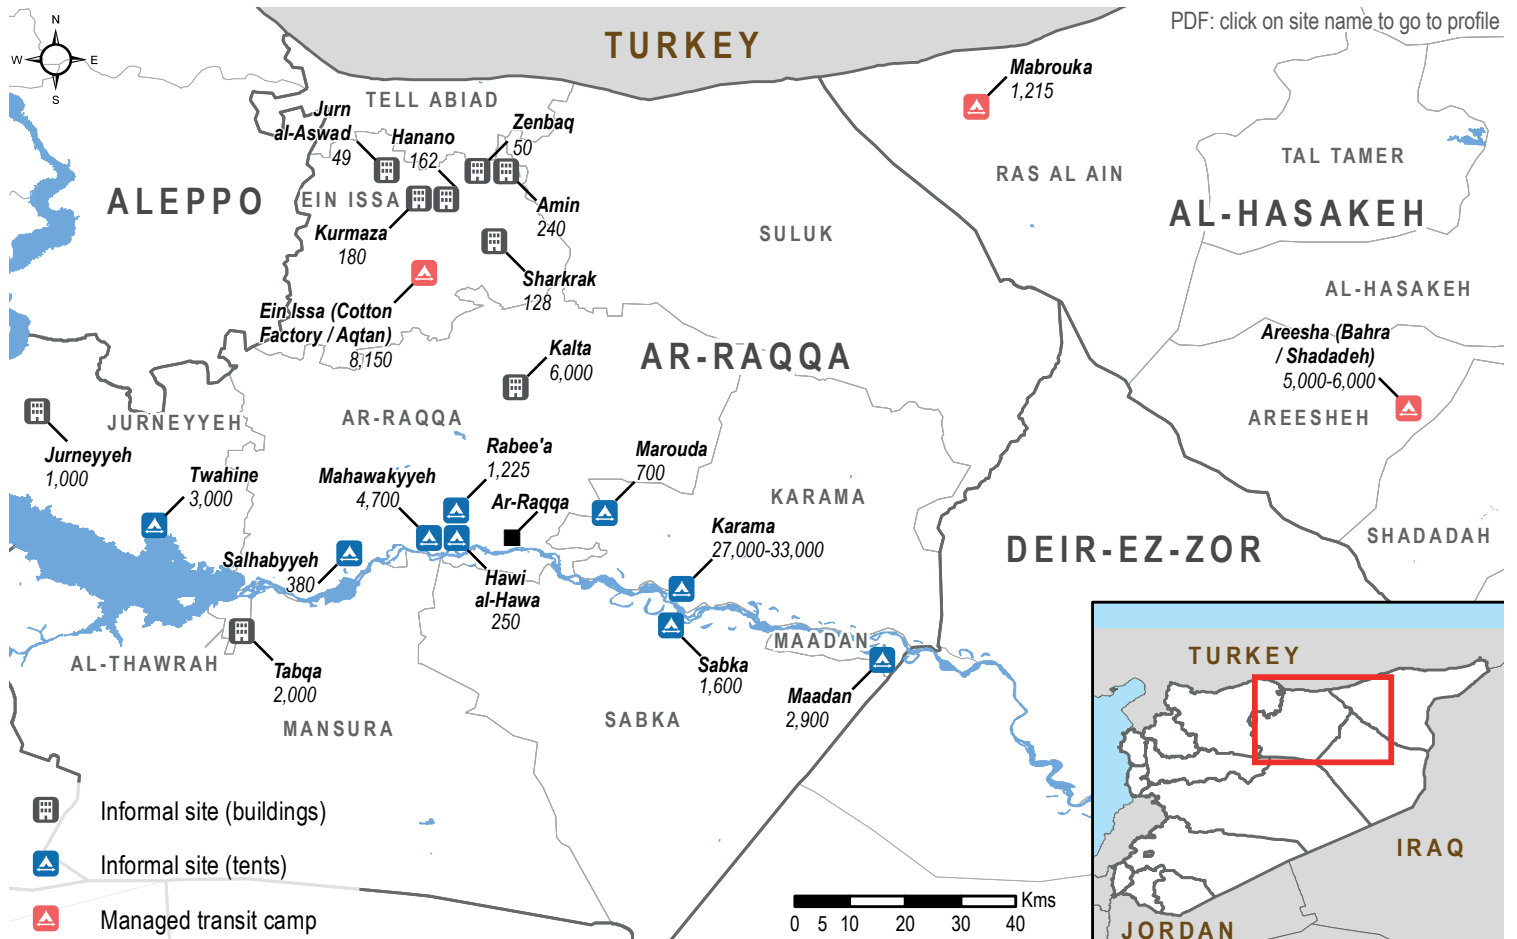 PDF: click on site name to go to profile
N
W
E
S
TURKEY
Mabrouka
1,215
TELL ABIAD
Jurn
al-Aswad
49
Hanano
162
Zenbaq
50
TAL TAMER
RAS AL AIN
ALEPPO
EIN ISSA
Amin
240
AL-HASAKEH
Kurmaza
180
SULUK
Sharkrak
128
AL-HASAKEH
Ein Issa (Cotton
Factory / Aqtan)
8,150
Kalta
6,000
AR-RAQQA
Areesha (Bahra
/ Shadadeh)
5,000-6,000
JURNEYYEH
AR-RAQQA
AREESHEH
Jurneyyeh
1,000
Twahine
3,000
Mahawakyyeh
4,700
Rabee'a
1,225
Marouda
700
Ar-Raqqa
KARAMA
Karama
27,000-33,000
SHADADAH
DEIR-EZ-ZOR
Salhabyyeh
380
Hawi
al-Hawa
250
MAADAN
AL-THAWRAH
Tabqa
2,000
Sabka
1,600
Maadan
2,900
MANSURA
SABKA
Informal site (buildings)
Informal site (tents)
Managed transit camp
0 5 10 20 30 40 Kms
TURKEY
IRAQ
JORDAN